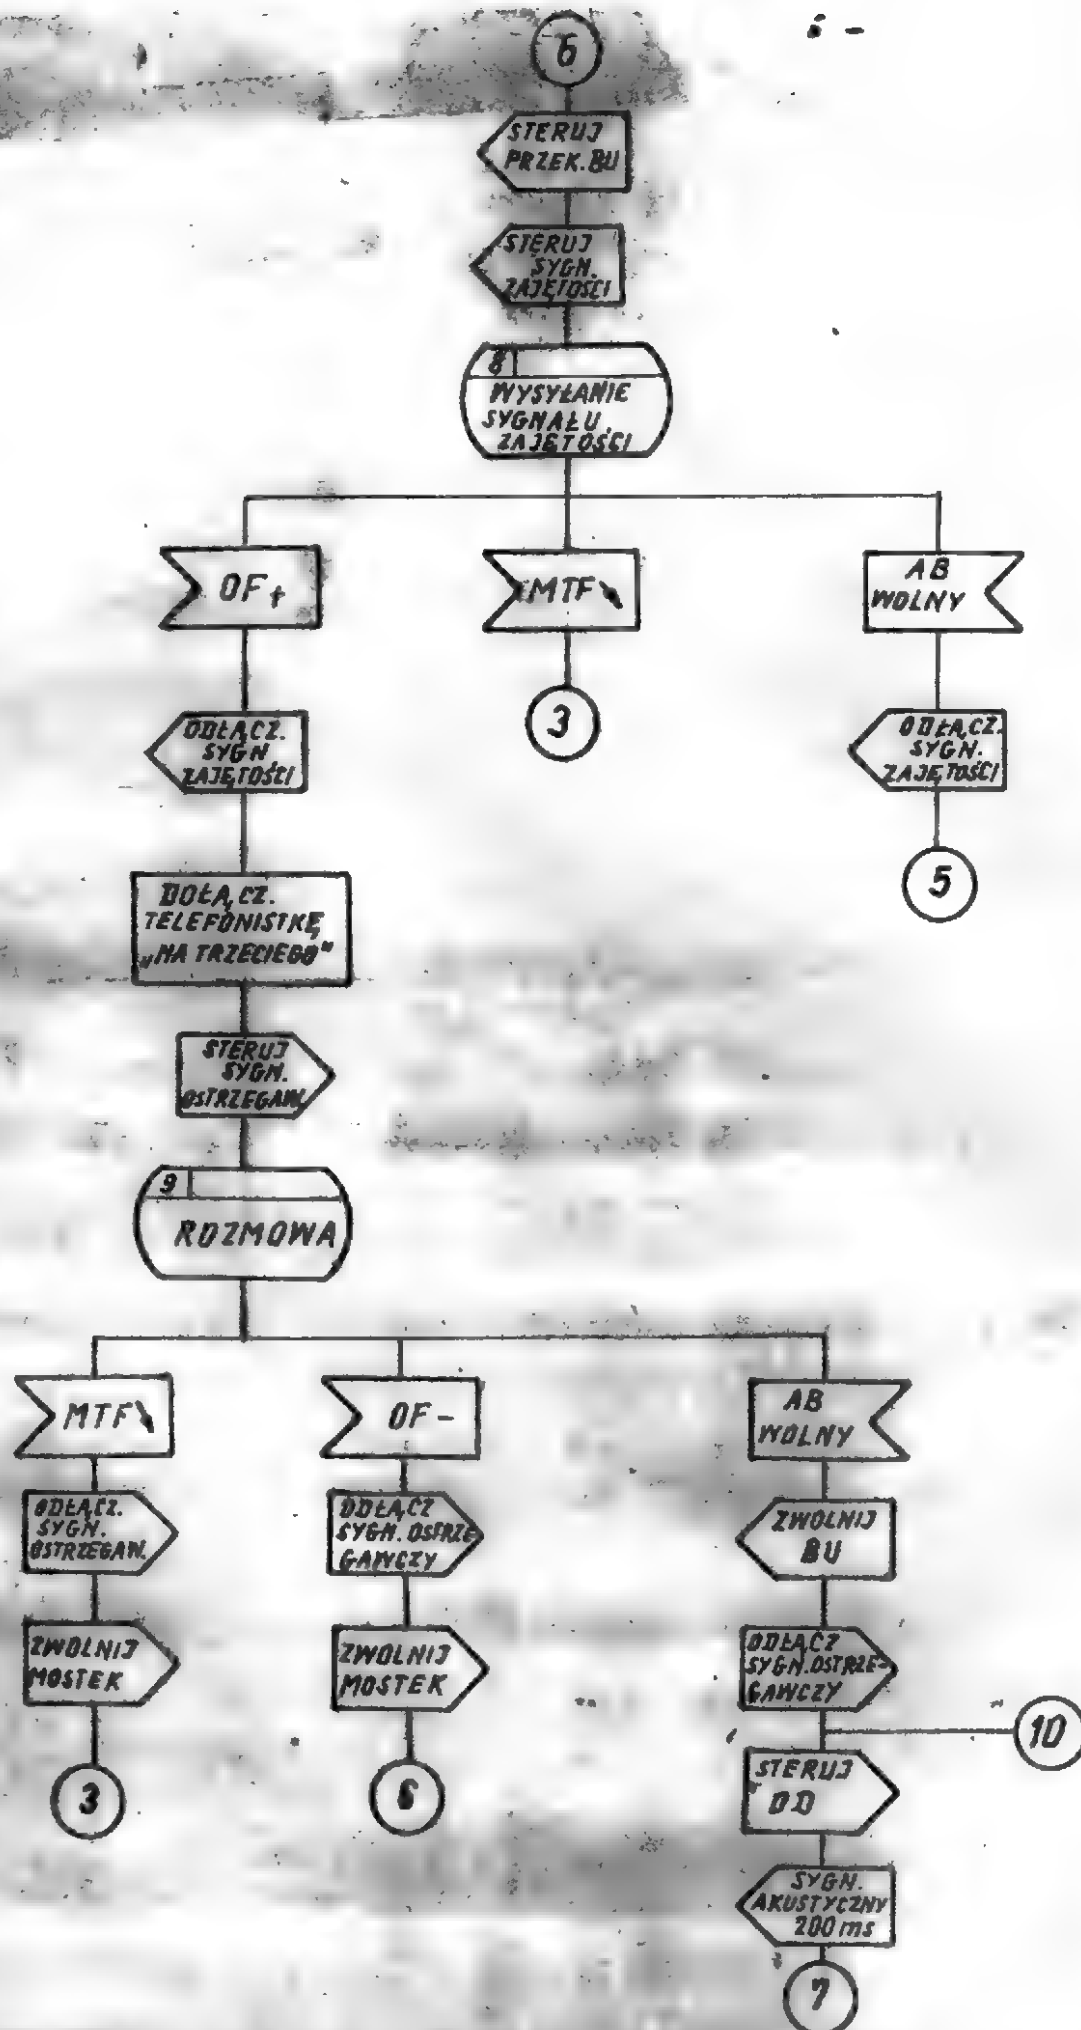 6
STERUJ
PRZEK. BU
STERUJ
SYGN.
ZAJĘTOŚCI
8
WYSYŁANIE
SYGNAŁU
ZAJĘTOŚCI
OF+
MTF
AB
WOLNY
3
ODŁĄCZ.
SYGN
ZAJĘTOŚCI
ODŁĄCZ.
SYGN.
ZAJĘTOŚCI
5
DOŁĄCZ.
TELEFONISTKĘ
„NA TRZECIEGO"
STERUJ
SYGN.
OSTRZEGAW.
9
ROZMOWA
MTF
OF-
AB
WOLNY
ODŁĄCZ.
SYGN.
OSTRZEGAW.
ODŁĄCZ
SYGN. OSTRZE
GAWCZY
ZWOLNIJ
BU
ZWOLNIJ
MOSTEK
ZWOLNIJ
MOSTEK
ODŁĄCZ
SYGN. OSTRZE-
GAWCZY
10
3
6
STERUJ
DD
SYGN.
AKUSTYCZNY
200 ms
7